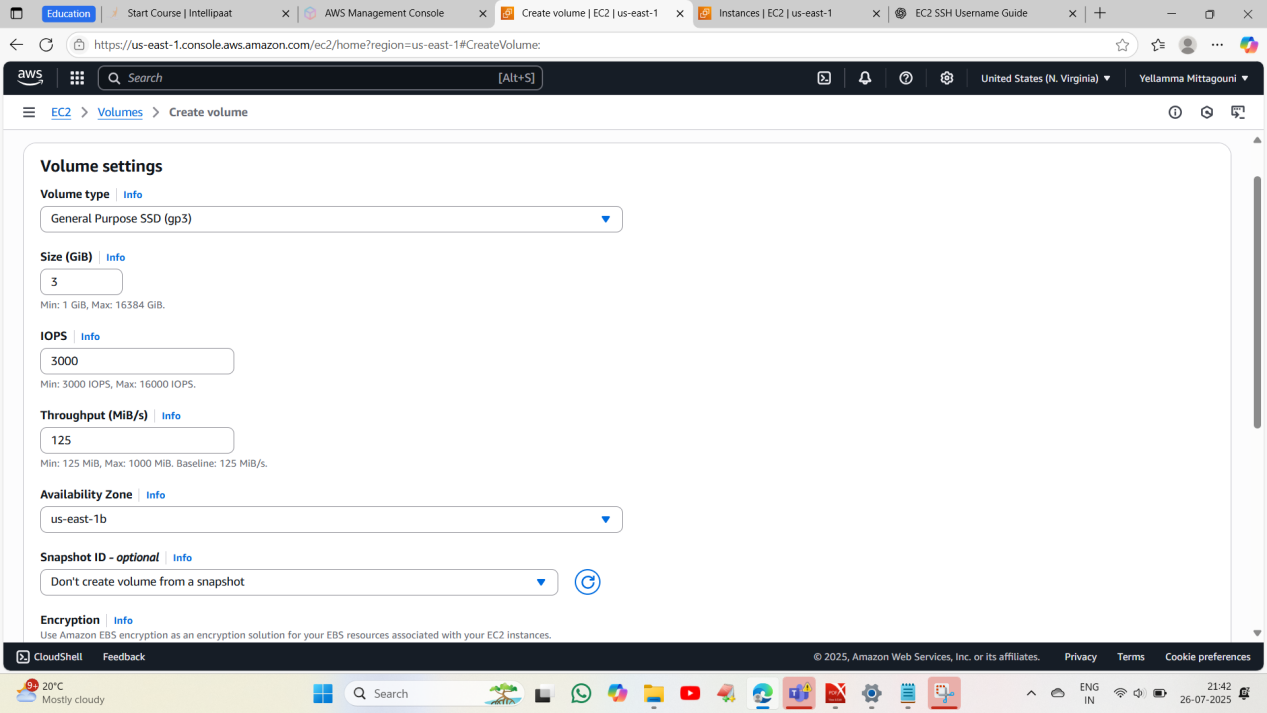 Education
Start Course | Intellipaat
AWS Management Console
Create volume | EC2 | us-east-1
Instances | EC2 | us-east-1
EC2 SSH Username Guide
https://us-east-1.console.aws.amazon.com/ec2/home?region=us-east-1#CreateVolume:
aws
Search
[Alt+S]
United States (N. Virginia)
Yellamma Mittagouni
EC2 > Volumes > Create volume
Volume settings
Volume type Info
General Purpose SSD (gp3)
Size (GiB) Info
3
Min: 1 GiB, Max: 16384 GiB.
IOPS Info
3000
Min: 3000 IOPS, Max: 16000 IOPS.
Throughput (MiB/s) Info
125
Min: 125 MiB, Max: 1000 MiB. Baseline: 125 MiB/s.
Availability Zone Info
us-east-1b
Snapshot ID - optional Info
Don't create volume from a snapshot
Encryption Info
Use Amazon EBS encryption as an encryption solution for your EBS resources associated with your EC2 instances.
CloudShell Feedback
© 2025, Amazon Web Services, Inc. or its affiliates. Privacy Terms Cookie preferences
9+
20°C
Mostly cloudy
Search
ENG
IN
21:42
26-07-2025